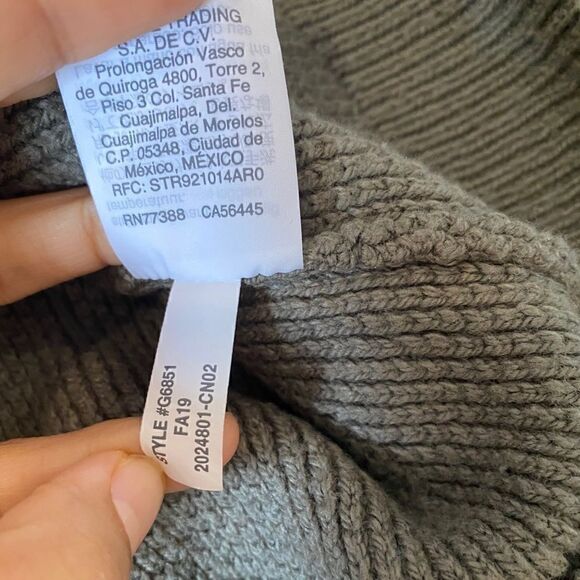 TRADING
S.A. DE C.V.
Prolongación Vasco
de Quiroga 4800, Torre 2,
Piso 3 Col. Santa Fe
Cuajimalpa, Del.
Cuajimalpa de Morelos
C.P. 05348, Ciudad de
México, MÉXICO
RFC: STR921014AR0
RN77388 CA56445
STYLE #G6851
FA19
2024801-CN02